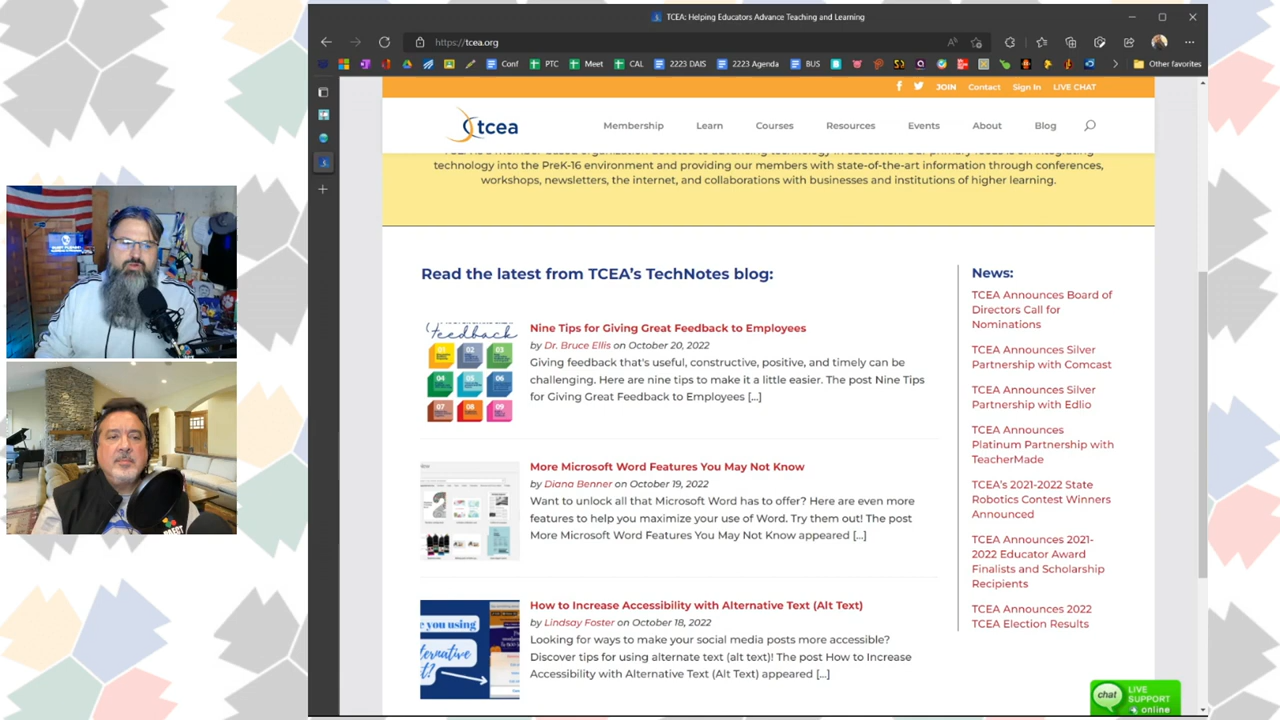 TCEA: Helping Educators Advance Teaching and Learning
https://tcea.org
Conf PTC Meet CAL 2223 DAIS 2223 Agenda BUS Other favorites
JOIN Contact Sign In LIVE CHAT
tcea Membership Learn Courses Resources Events About Blog
technology into the PreK-16 environment and providing our members with state-of-the-art information through conferences,
workshops, newsletters, the internet, and collaborations with businesses and institutions of higher learning.
Read the latest from TCEA's TechNotes blog:
feedback
01 02 03
04 05 06
07 08 09
Nine Tips for Giving Great Feedback to Employees
by Dr. Bruce Ellis on October 20, 2022
Giving feedback that's useful, constructive, positive, and timely can be
challenging. Here are nine tips to make it a little easier. The post Nine Tips
for Giving Great Feedback to Employees [...]
More Microsoft Word Features You May Not Know
by Diana Benner on October 19, 2022
Want to unlock all that Microsoft Word has to offer? Here are even more
features to help you maximize your use of Word. Try them out! The post
More Microsoft Word Features You May Not Know appeared [...]
e you using
How to Increase Accessibility with Alternative Text (Alt Text)
by Lindsay Foster on October 18, 2022
Looking for ways to make your social media posts more accessible?
Discover tips for using alternate text (alt text)! The post How to Increase
Accessibility with Alternative Text (Alt Text) appeared [...]
News:
TCEA Announces Board of
Directors Call for
Nominations
TCEA Announces Silver
Partnership with Comcast
TCEA Announces Silver
Partnership with Edlio
TCEA Announces
Platinum Partnership with
TeacherMade
TCEA's 2021-2022 State
Robotics Contest Winners
Announced
TCEA Announces 2021-
2022 Educator Award
Finalists and Scholarship
Recipients
TCEA Announces 2022
TCEA Election Results
chat LIVE
SUPPORT
online